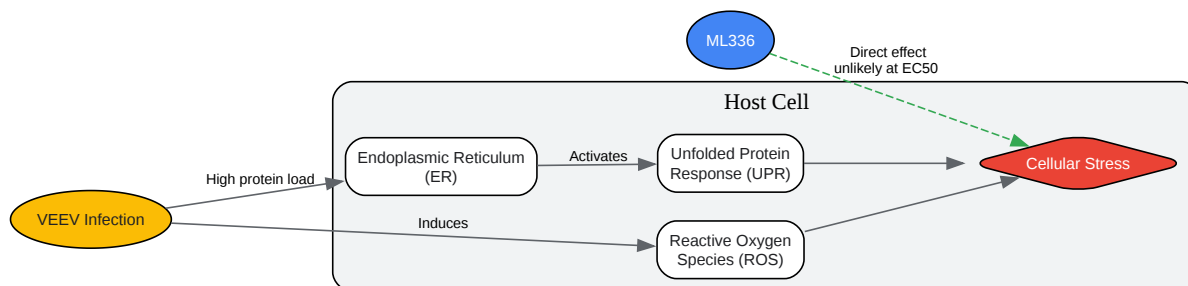 ML336
Direct effect
unlikely at EC50
Host Cell
Endoplasmic Reticulum
(ER)
Activates
Unfolded Protein
Response (UPR)
Cellular Stress
High protein load
VEEV Infection
Induces
Reactive Oxygen
Species (ROS)